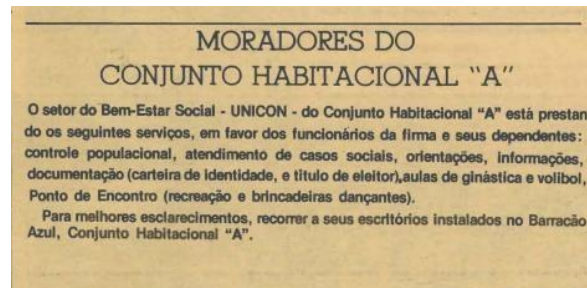 MORADORES DO
CONJUNTO HABITACIONAL "A"
O setor do Bem-Estar Social - UNICON - do Conjunto Habitacional "A" está prestan
do os seguintes serviços, em favor dos funcionários da firma e seus dependentes:
controle populacional, atendimento de casos sociais, orientações, informações,
documentação (carteira de identidade, e titulo de eleitor),aulas de ginástica e volibol,
Ponto de Encontro (recreação e brincadeiras dançantes).
Para melhores esclarecimentos, recorrer a seus escritórios instalados no Barracão
Azul, Conjunto Habitacional "A".